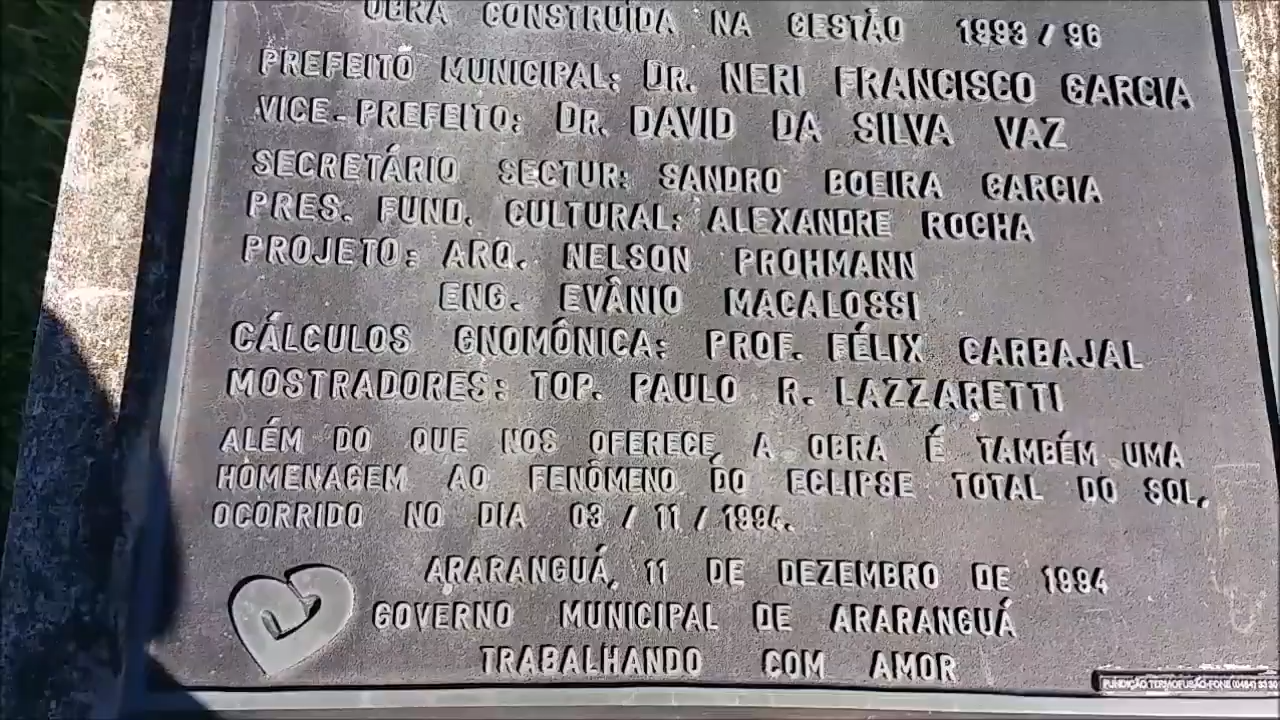 OBRA CONSTRUÍDA NA GESTÃO 1993 / 96
PREFEITO MUNICIPAL: DR. NERI FRANCISCO GARCIA
VICE-PREFEITO: DR. DAVID DA SILVA VAZ
SECRETÁRIO SECTUR: SANDRO BOEIRA GARCIA
PRES. FUND. CULTURAL: ALEXANDRE ROCHA
PROJETO: ARQ. NELSON PROHMANN
ENG. EVÂNIO MACALOSSI
CÁLCULOS GNOMÔNICA: PROF. FÉLIX CARBAJAL
MOSTRADORES: TOP. PAULO R. LAZZARETTI
ALÉM DO QUE NOS OFERECE, A OBRA É TAMBÉM UMA
HOMENAGEM AO FENÔMENO DO ECLIPSE TOTAL DO SOL,
OCORRIDO NO DIA 03 / 11 / 1994.
ARARANGUÁ, 11 DE DEZEMBRO DE 1994
GOVERNO MUNICIPAL DE ARARANGUÁ
TRABALHANDO COM AMOR
FUNDIÇÃO TERMOFUSÃO-FONE (0484)